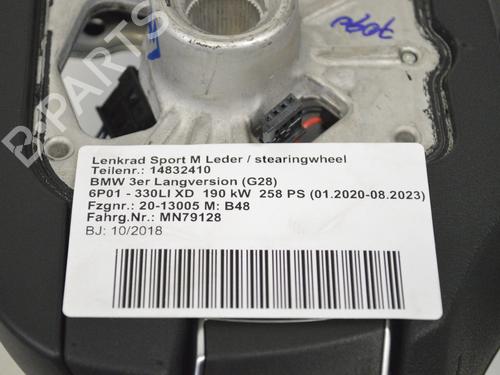 Lenkrad Sport M Leder / stearingwheel
Teilenr.: 14832410
BMW 3er Langversion (G28)
6P01 - 330LI XD 190 kW 258 PS (01.2020-08.2023)
Fzgnr.: 20-13005 M: B48
Fahrg.Nr.: MN79128
BJ: 10/2018